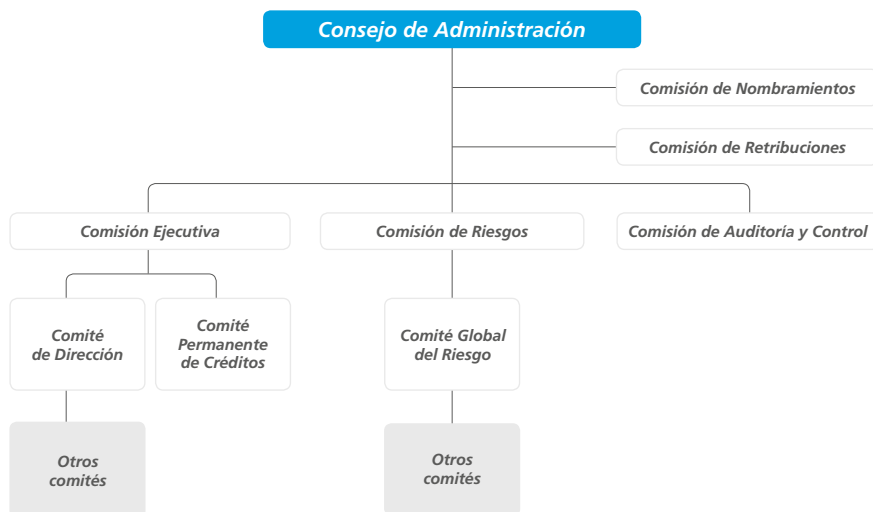 Consejo de Administración
Comisión de Nombramientos
Comisión de Retribuciones
Comisión Ejecutiva
Comisión de Riesgos
Comisión de Auditoría y Control
Comité
de Dirección
Comité
Permanente
de Créditos
Comité Global
del Riesgo
Otros
comités
Otros
comités